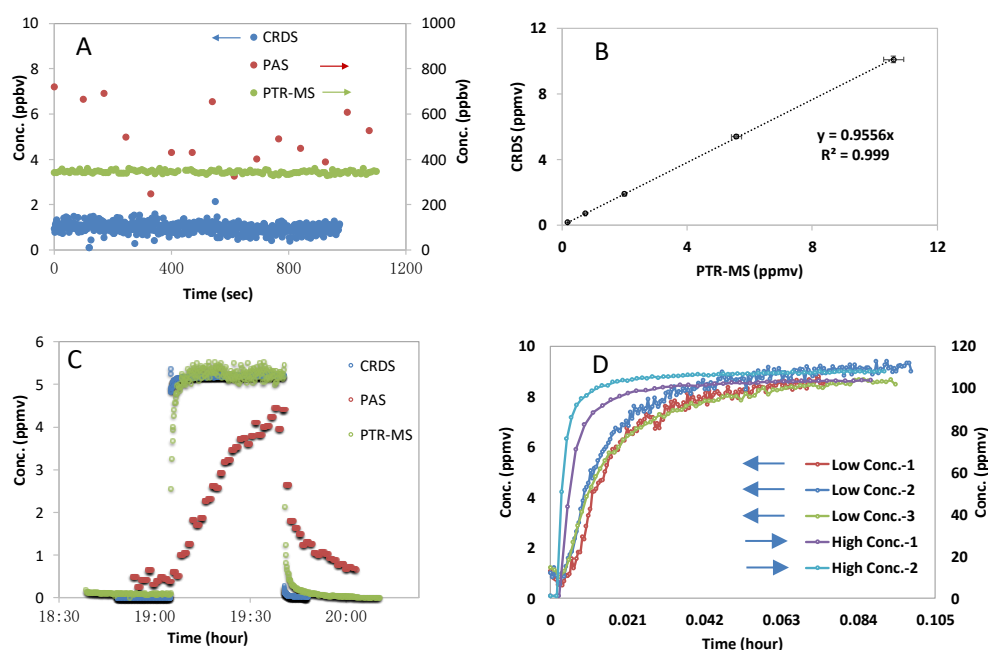 A
Conc. (ppbv)
10
8
6
4
2
0
1000
800
600
400
200
0
Conc. (ppbv)
CRDS
PAS
PTR-MS
0
400
800
1200
Time (sec)
B
CRDS (ppmv)
12
8
4
0
y = 0.9556x
R² = 0.999
0
4
8
12
PTR-MS (ppmv)
C
Conc. (ppmv)
6
5
4
3
2
1
0
CRDS
PAS
PTR-MS
18:30
19:00
19:30
20:00
Time (hour)
D
Conc. (ppmv)
10
8
6
4
2
0
120
100
80
60
40
20
0
Conc. (ppmv)
Low Conc.-1
Low Conc.-2
Low Conc.-3
High Conc.-1
High Conc.-2
0
0.021
0.042
0.063
0.084
0.105
Time (hour)